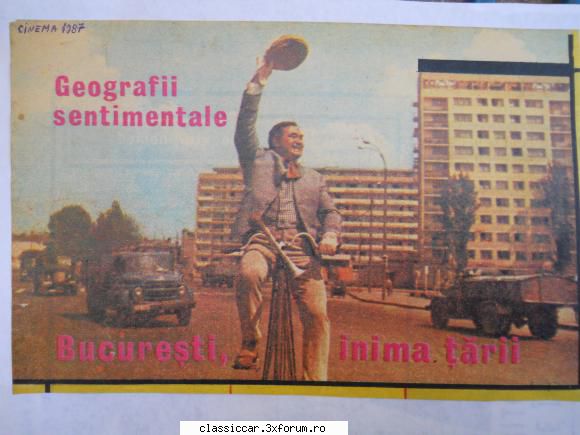 CINEMA 1987
Geografii
sentimentale
București, inima țării
classiccar.3xforum.ro